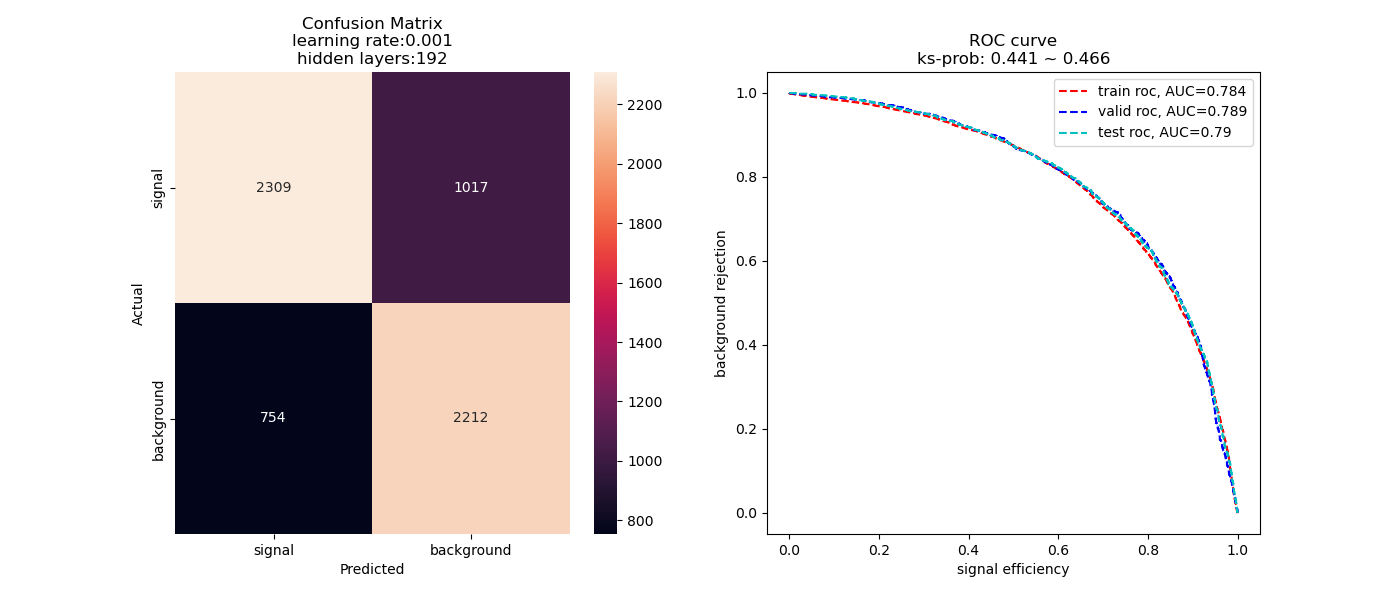 Confusion Matrix
learning rate:0.001
hidden layers:192
signal
background
Actual
2309
1017
754
2212
signal
background
Predicted
2200
2000
1800
1600
1400
1200
1000
800
ROC curve
ks-prob: 0.441 ~ 0.466
train roc, AUC=0.784
valid roc, AUC=0.789
test roc, AUC=0.79
background rejection
1.0
0.8
0.6
0.4
0.2
0.0
0.0
0.2
0.4
0.6
0.8
1.0
signal efficiency